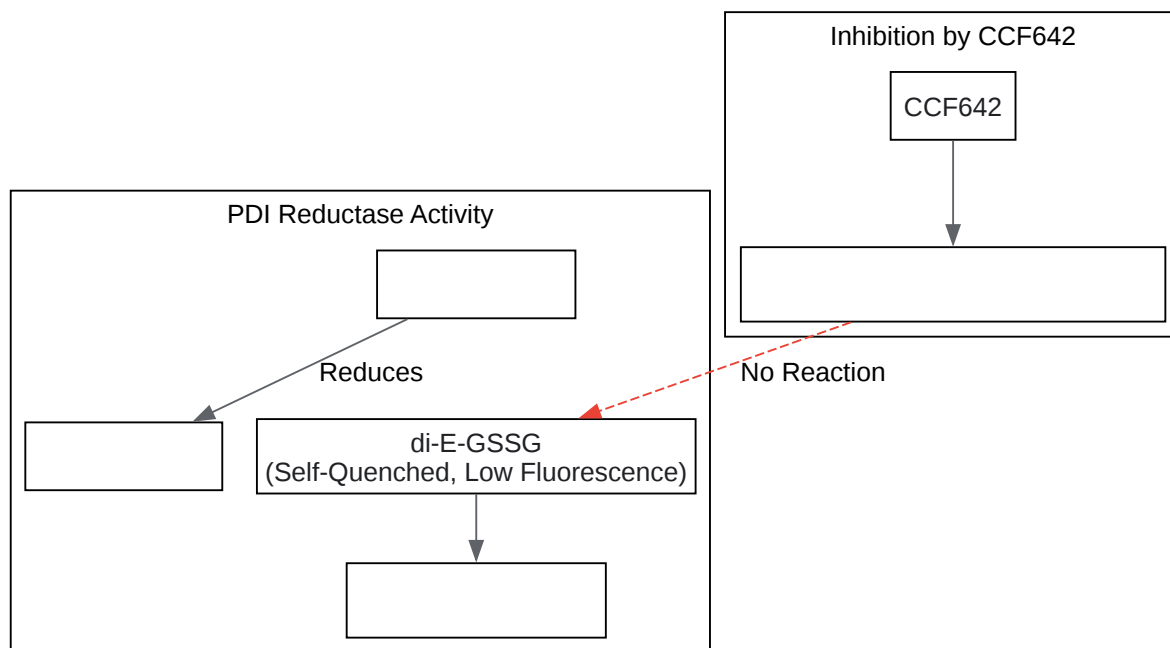 Inhibition by CCF642
CCF642
PDI Reductase Activity
Reduces
No Reaction
di-E-GSSG
(Self-Quenched, Low Fluorescence)